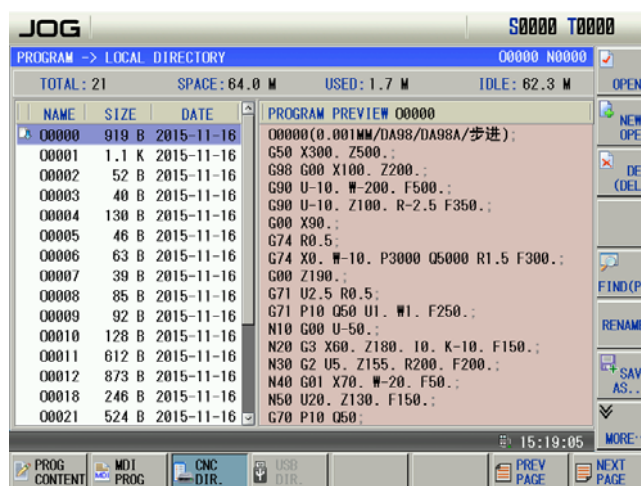 JOG S0000 T0000
PROGRAM -> LOCAL DIRECTORY O0000 N0000
TOTAL: 21 SPACE: 64.0 M USED: 1.7 M IDLE: 62.3 M
NAME SIZE DATE
O0000 919 B 2015-11-16
O0001 1.1 K 2015-11-16
O0002 52 B 2015-11-16
O0003 40 B 2015-11-16
O0004 130 B 2015-11-16
O0005 46 B 2015-11-16
O0006 63 B 2015-11-16
O0007 39 B 2015-11-16
O0008 85 B 2015-11-16
O0009 92 B 2015-11-16
O0010 128 B 2015-11-16
O0011 612 B 2015-11-16
O0012 873 B 2015-11-16
O0018 246 B 2015-11-16
O0021 524 B 2015-11-16
PROGRAM PREVIEW O0000
O0000(0.001MM/DA98/DA98A/步进);
G50 X300. Z500.;
G98 G00 X100. Z200.;
G90 U-10. W-200. F500.;
G90 U-10. Z100. R-2.5 F350.;
G00 X90.;
G74 R0.5;
G74 X0. W-10. P3000 Q5000 R1.5 F300.;
G00 Z190.;
G71 U2.5 R0.5;
G71 P10 Q50 U1. W1. F250.;
N10 G00 U-50.;
N20 G3 X60. Z180. I0. K-10. F150.;
N30 G2 U5. Z155. R200. F200.;
N40 G01 X70. W-20. F50.;
N50 U20. Z130. F150.;
G70 P10 Q50;
OPEN
NEW
OPE
DE
(DEL
FIND(P
RENAME
SAV
AS..
MORE
15:19:05
PROG
CONTENT
MDI
PROG
CNC
DIR.
USB
DIR.
PREV
PAGE
NEXT
PAGE